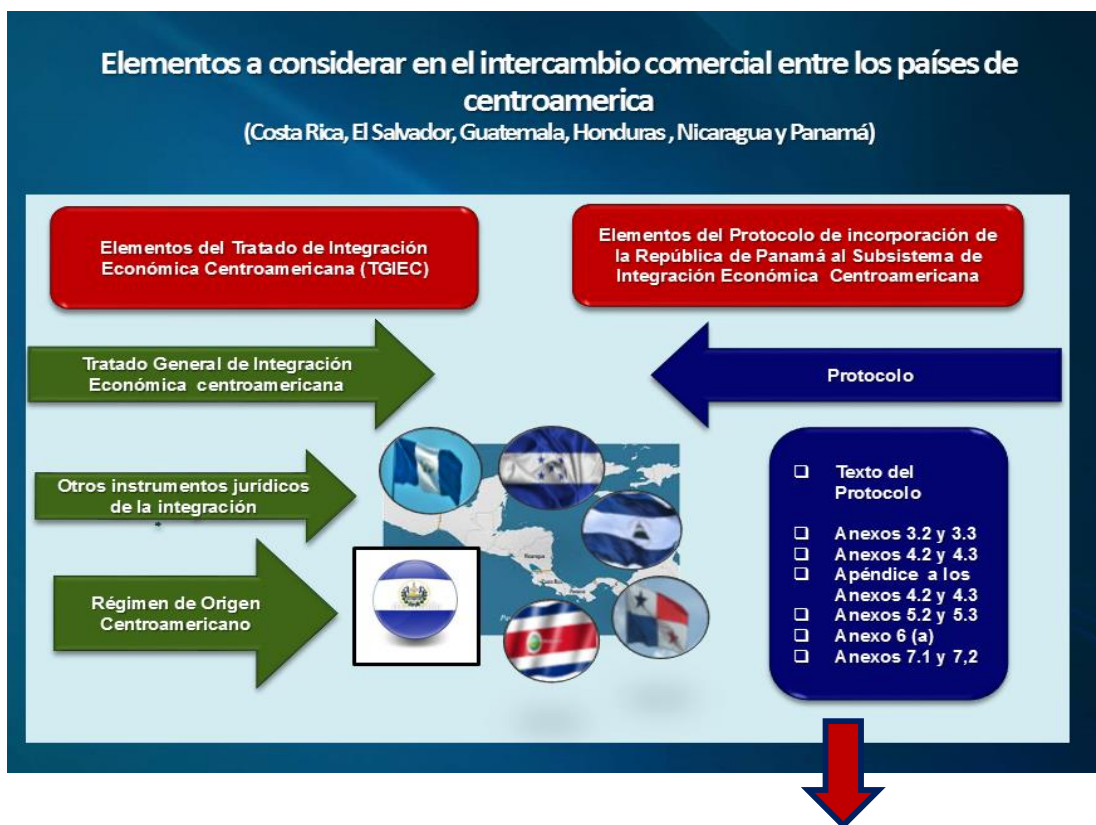 Elementos a considerar en el intercambio comercial entre los países de
centroamerica
(Costa Rica, El Salvador, Guatemala, Honduras , Nicaragua y Panamá)
Elementos del Tratado de Integración
Económica Centroamericana (TGIEC)
Elementos del Protocolo de incorporación de
la República de Panamá al Subsistema de
Integración Económica Centroamericana
Tratado General de Integración
Económica centroamericana
Protocolo
Otros instrumentos jurídicos
de la integración
Régimen de Origen
Centroamericano
Texto del
Protocolo
Anexos 3.2 y 3.3
Anexos 4.2 y 4.3
Apéndice a los
Anexos 4.2 y 4.3
Anexos 5.2 y 5.3
Anexo 6 (a)
Anexos 7.1 y 7,2